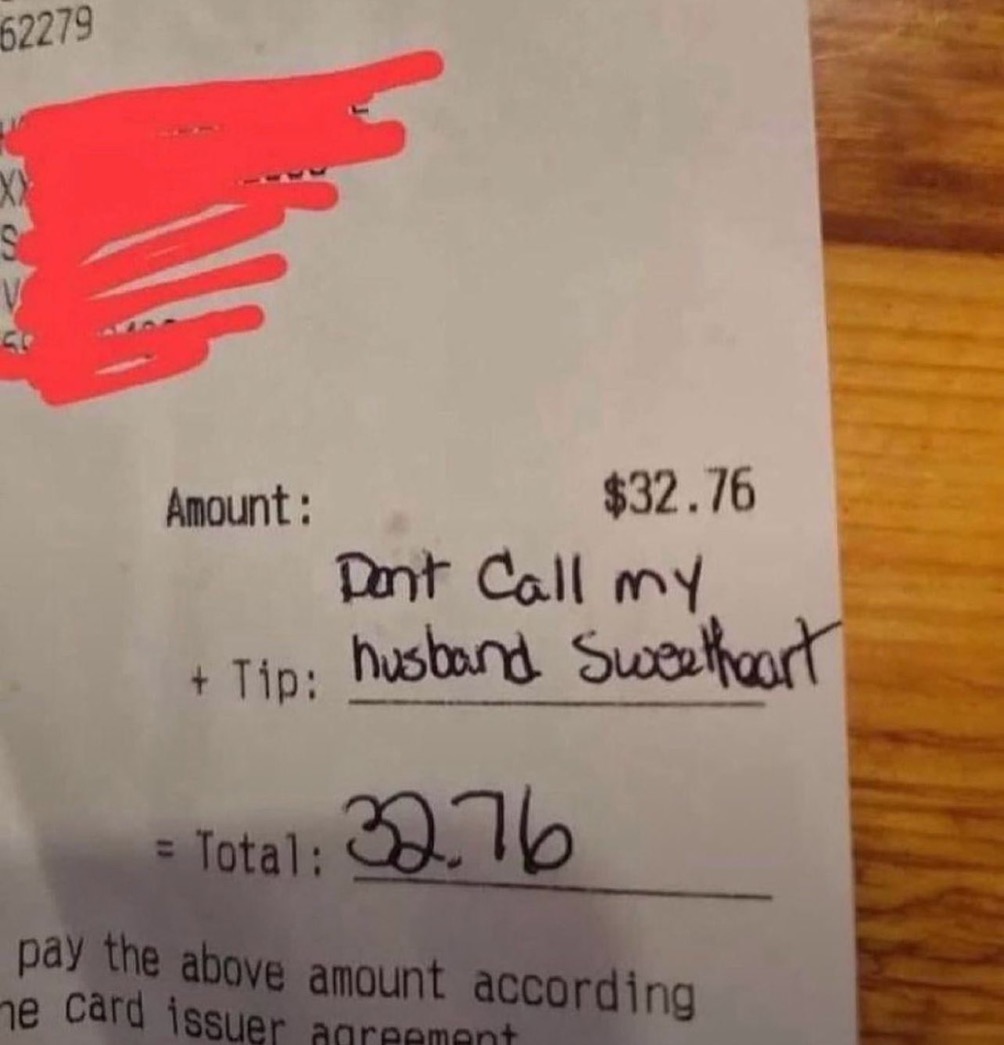 62279
Amount: $32.76
Dont Call my
+ Tip: husband Sweetheart
= Total: 32.76
pay the above amount according
card issuer agreement